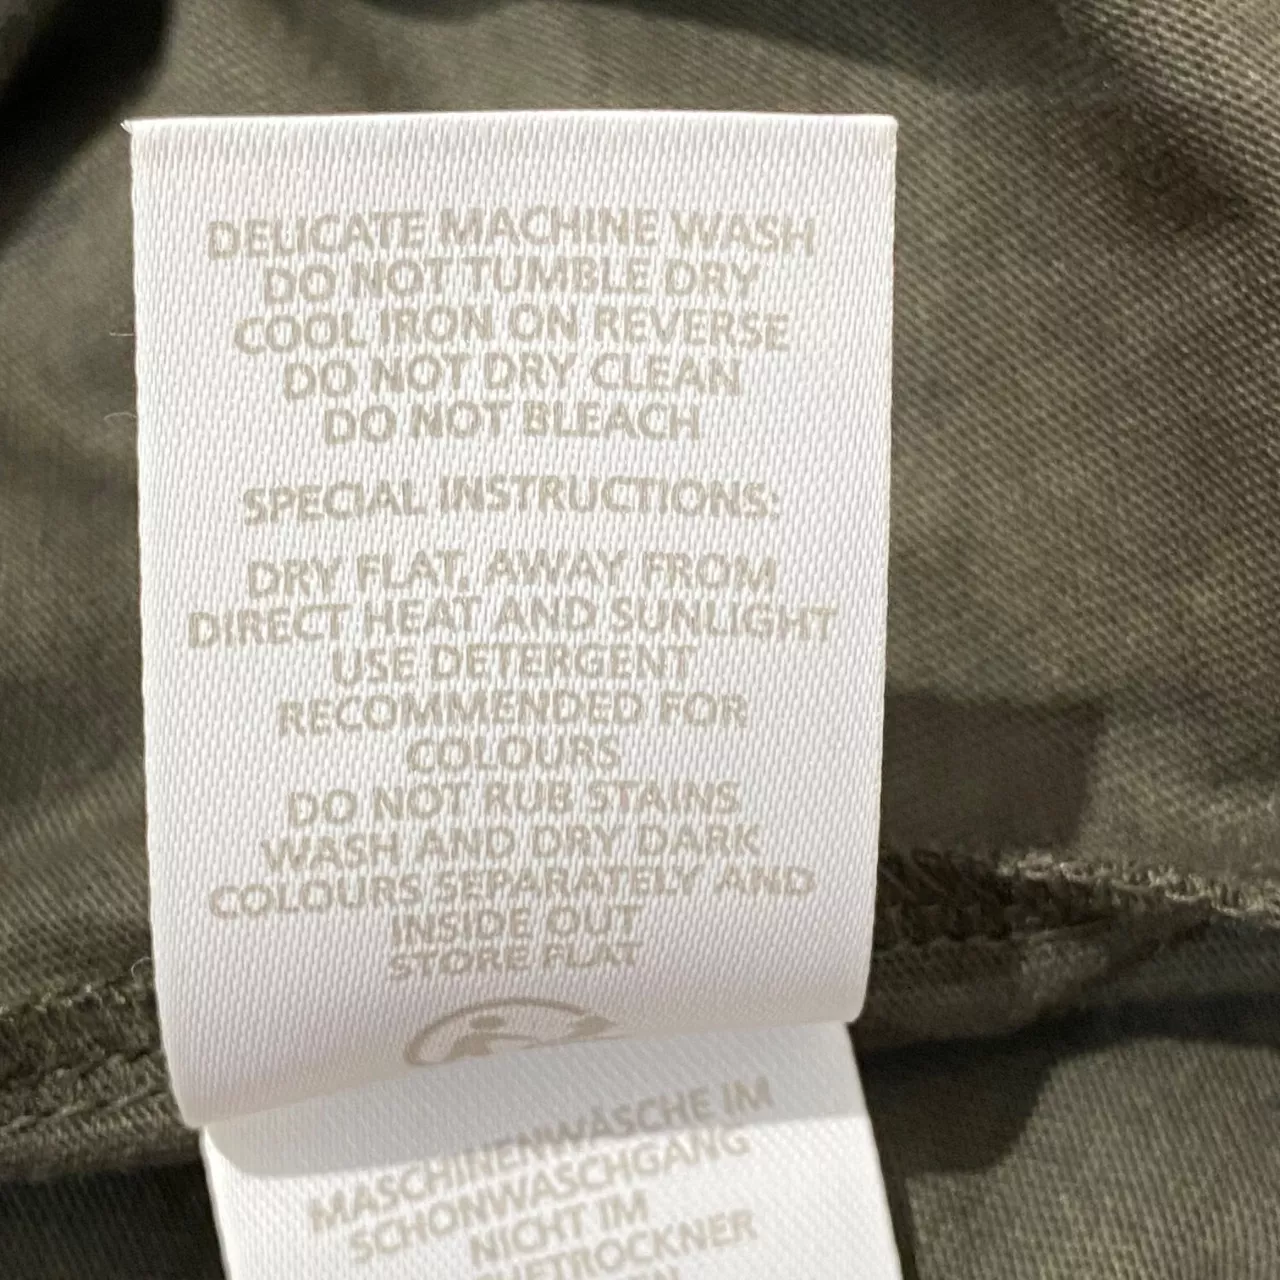 DELICATE MACHINE WASH
DO NOT TUMBLE DRY
COOL IRON ON REVERSE
DO NOT DRY CLEAN
DO NOT BLEACH
SPECIAL INSTRUCTIONS:
DRY FLAT, AWAY FROM
DIRECT HEAT AND SUNLIGHT
USE DETERGENT
RECOMMENDED FOR
COLOURS
DO NOT RUB STAINS
WASH AND DRY DARK
COLOURS SEPARATELY AND
INSIDE OUT
STORE FLAT
MASCHINENWÄSCHE IM
SCHONWASCHGANG
NICHT IM